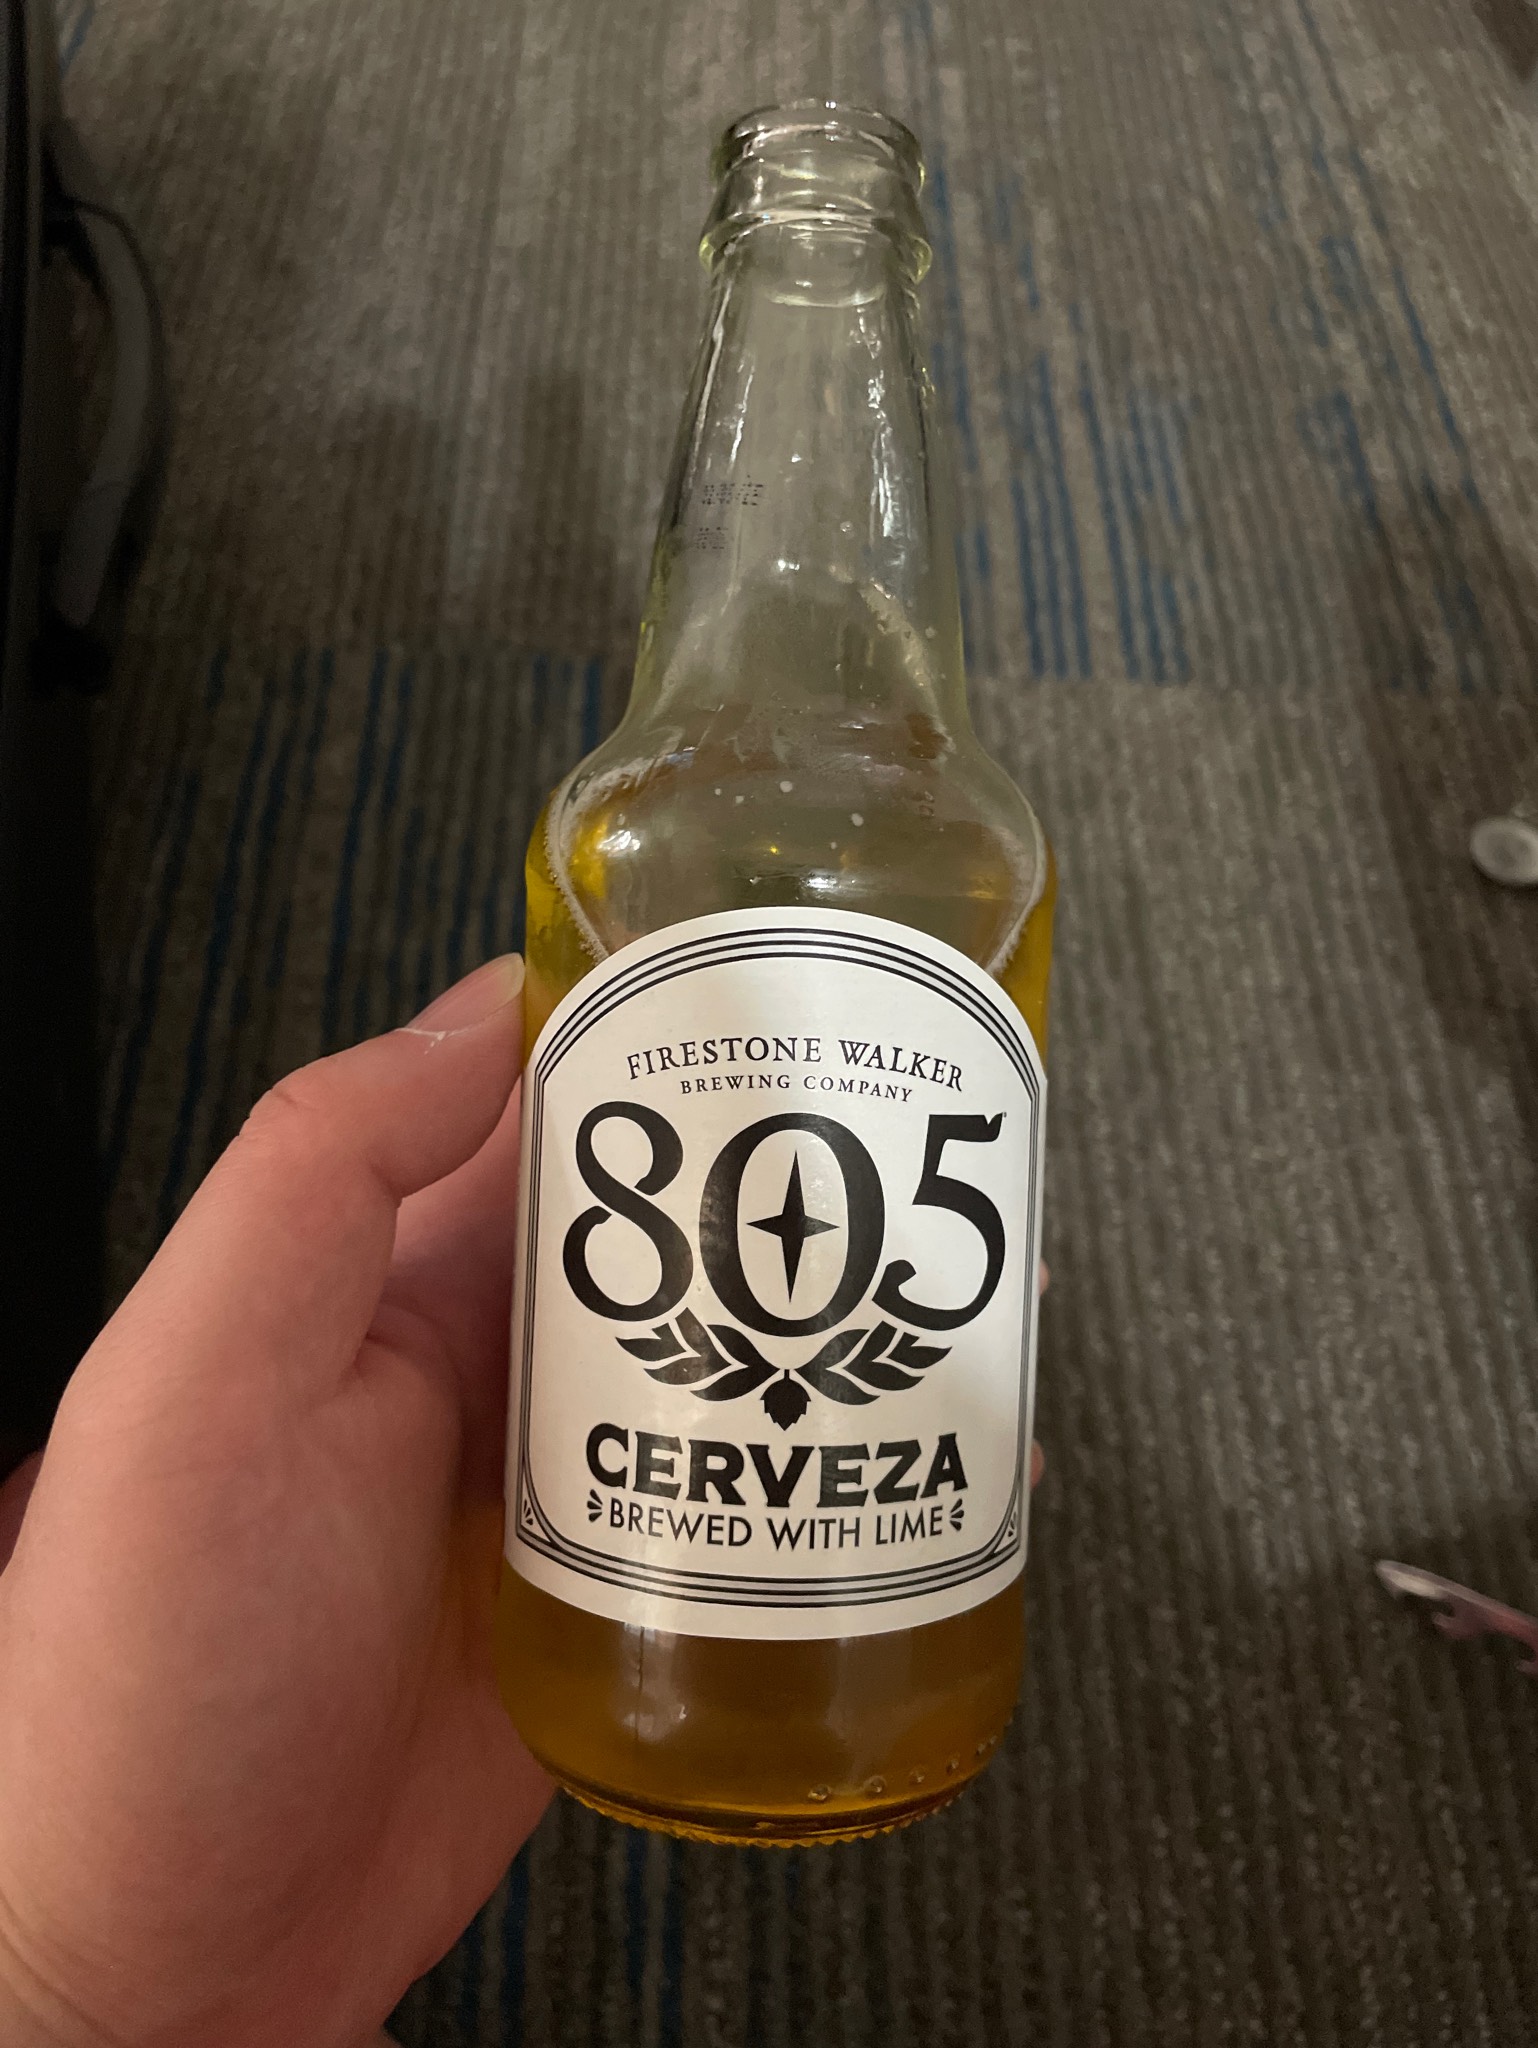 FIRESTONE WALKER
BREWING COMPANY
805
CERVEZA
BREWED WITH LIME